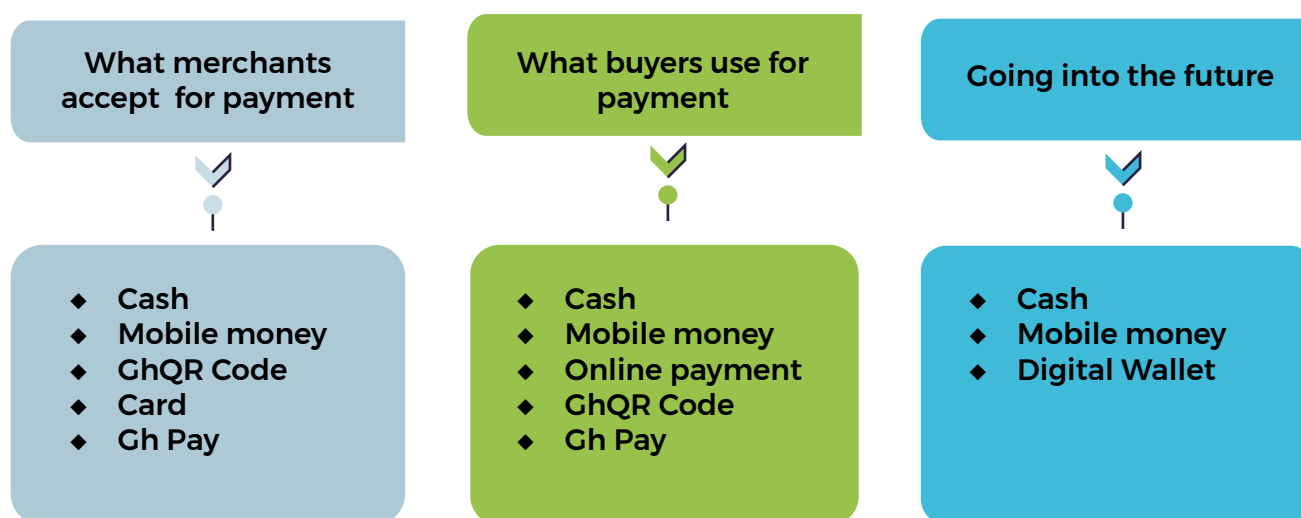 What merchants
accept for payment
◆ Cash
◆ Mobile money
◆ GhQR Code
◆ Card
◆ Gh Pay
What buyers use for
payment
◆ Cash
◆ Mobile money
◆ Online payment
◆ GhQR Code
◆ Gh Pay
Going into the future
◆ Cash
◆ Mobile money
◆ Digital Wallet